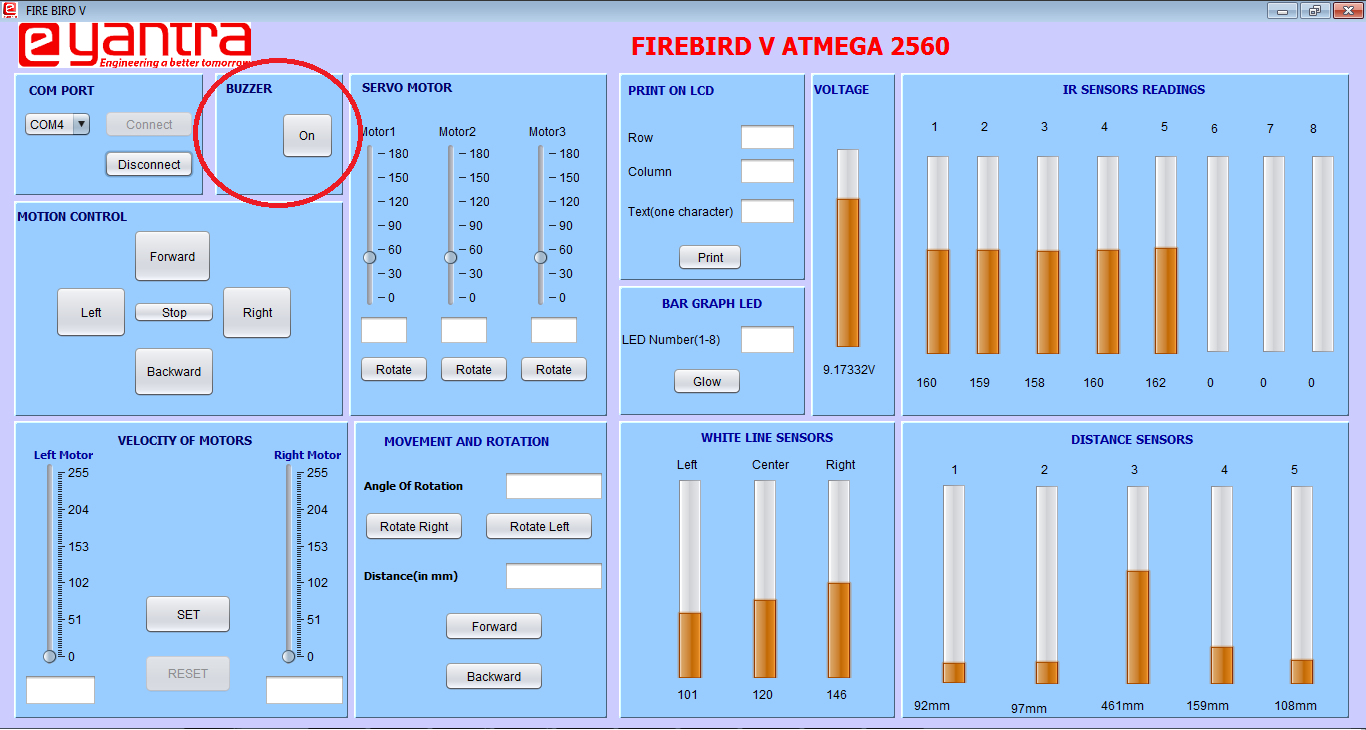 FIRE BIRD V
eyantra
Engineering a better tomorrow
FIREBIRD V ATMEGA 2560
COM PORT
COM4
Connect
Disconnect
BUZZER
On
MOTION CONTROL
Forward
Left
Stop
Right
Backward
SERVO MOTOR
Motor1 Motor2 Motor3
180 180 180
150 150 150
120 120 120
90 90 90
60 60 60
30 30 30
0 0 0
Rotate Rotate Rotate
PRINT ON LCD
Row
Column
Text(one character)
Print
BAR GRAPH LED
LED Number(1-8)
Glow
VOLTAGE
9.17332V
IR SENSORS READINGS
1 2 3 4 5 6 7 8
160 159 158 160 162 0 0 0
VELOCITY OF MOTORS
Left Motor Right Motor
255 255
204 204
153 153
102 102
51 51
0 0
SET
RESET
MOVEMENT AND ROTATION
Angle Of Rotation
Rotate Right Rotate Left
Distance(in mm)
Forward
Backward
WHITE LINE SENSORS
Left Center Right
101 120 146
DISTANCE SENSORS
1 2 3 4 5
92mm 97mm 461mm 159mm 108mm